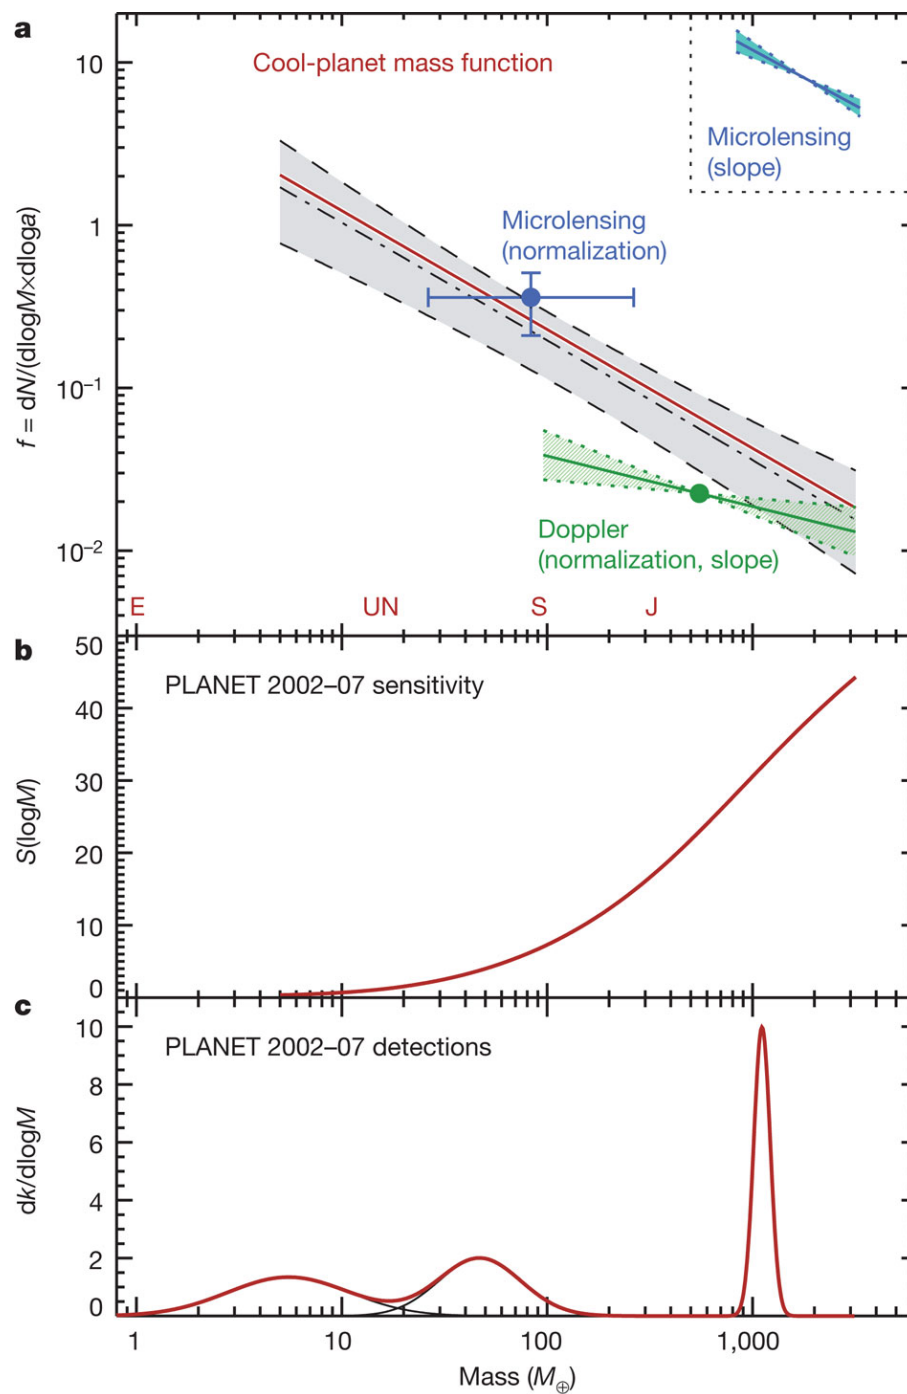 a
Cool-planet mass function
10
1
10⁻¹
10⁻²
f = dN/(dlogM×dloga)
Microlensing
(slope)
Microlensing
(normalization)
Doppler
(normalization, slope)
E
UN
S
J
b
PLANET 2002–07 sensitivity
50
40
30
20
10
0
S(logM)
c
PLANET 2002–07 detections
10
8
6
4
2
0
dk/dlogM
1
10
100
1,000
Mass (M⊕)